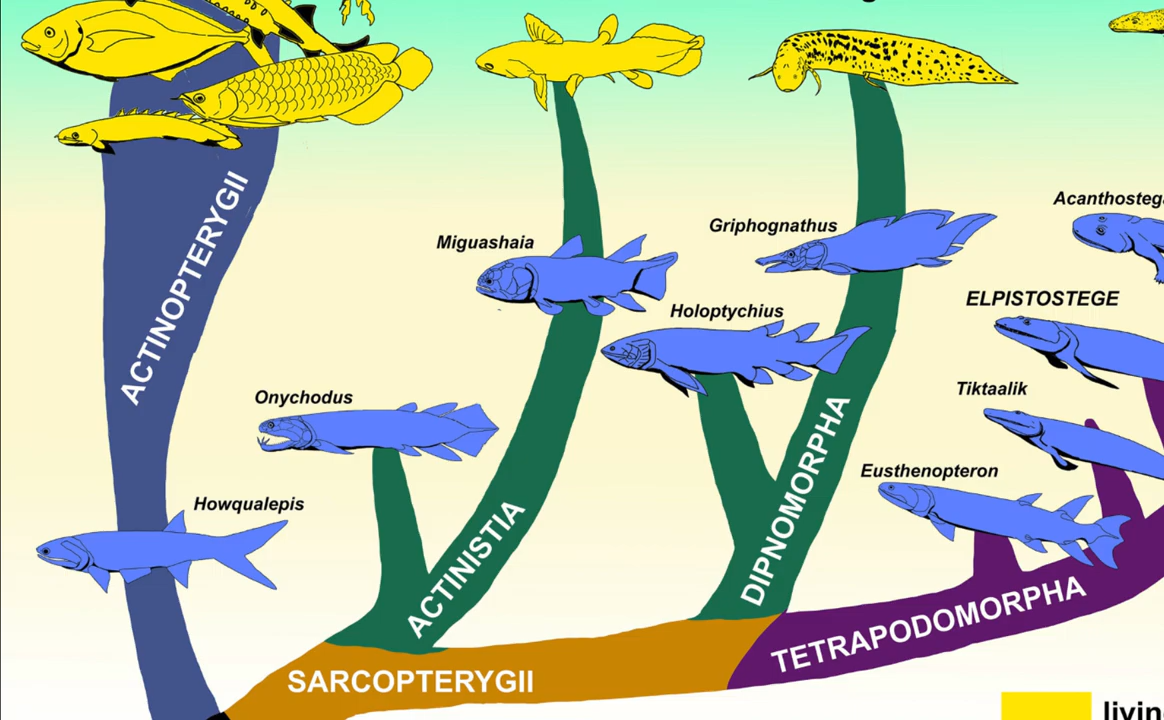 Acanthostega
Griphognathus
Miguashaia
ACTINOPTERYGII
ELPISTOSTEGE
Holoptychius
Tiktaalik
Onychodus
DIPNOMORPHA
Eusthenopteron
Howqualepis
ACTINISTIA
TETRAPODOMORPHA
SARCOPTERYGII